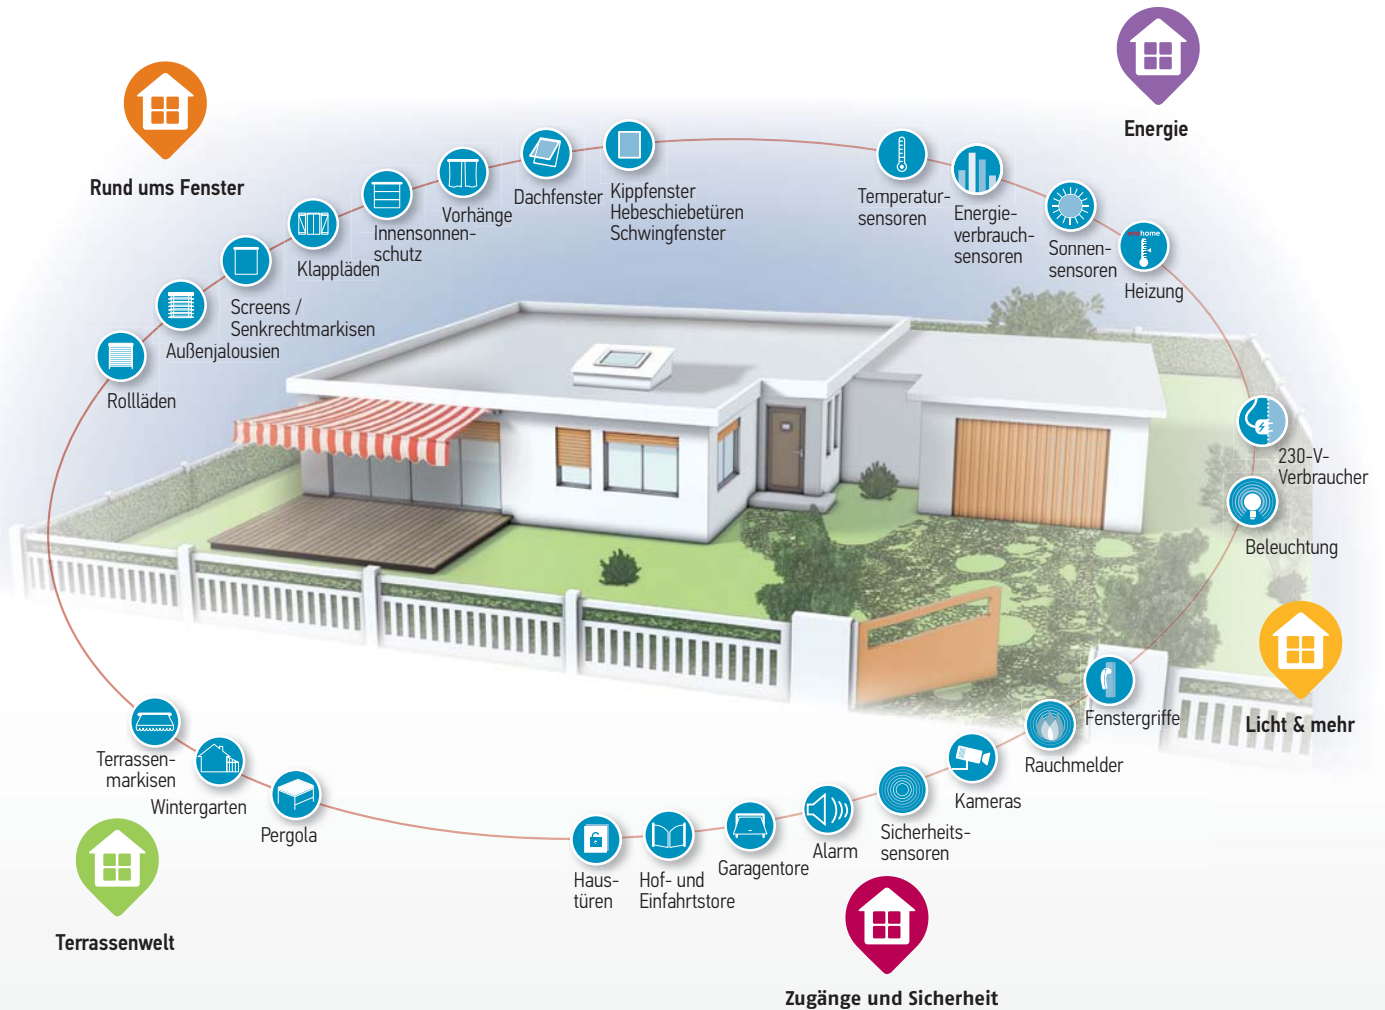 Energie
Rund ums Fenster
Dachfenster
Kippfenster
Hebeschiebetüren
Schwingfenster
Vorhänge
Innensonnen-
schutz
Klappläden
Screens /
Senkrechtmarkisen
Außenjalousien
Rollläden
Temperatur-
sensoren
Energie-
verbrauch-
sensoren
Sonnen-
sensoren
home
Heizung
230-V-
Verbraucher
Beleuchtung
Licht & mehr
Fenstergriffe
Rauchmelder
Kameras
Sicherheits-
sensoren
Alarm
Garagentore
Hof- und
Einfahrtstore
Haus-
türen
Zugänge und Sicherheit
Terrassen-
markisen
Wintergarten
Pergola
Terrassenwelt